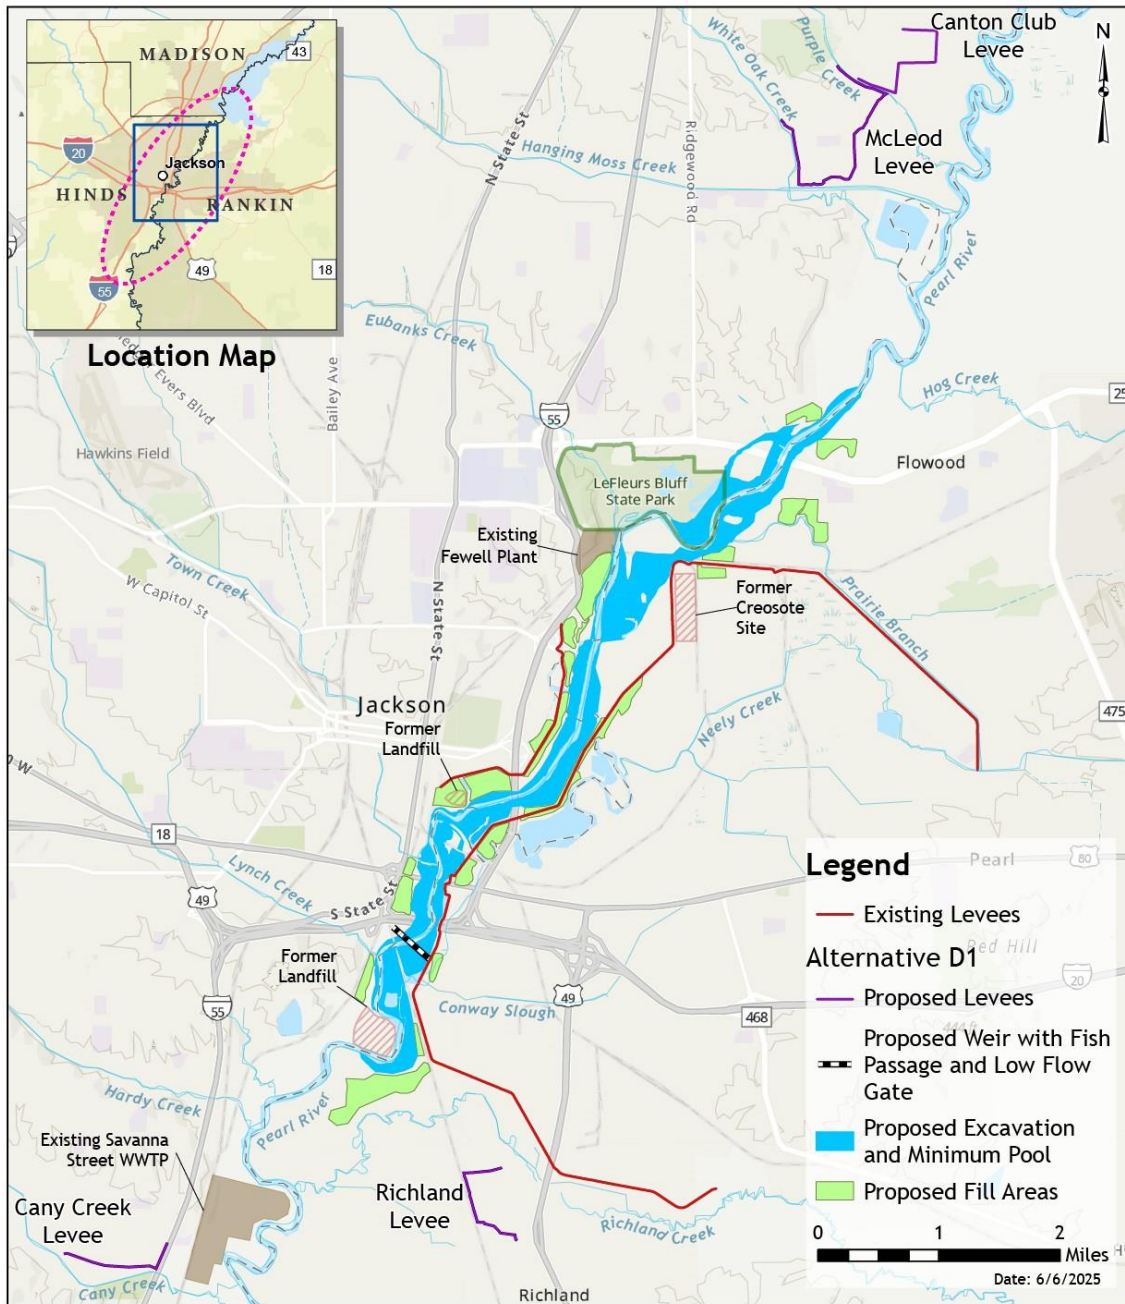 MADISON
43
20
Jackson
HINDS
RANKIN
49
18
55
Location Map
Canton Club
Levee
N
White Oak Creek
Purple Creek
McLeod
Levee
N State St
Ridgewood Rd
Hanging Moss Creek
Pearl River
Eubanks Creek
Evers Blvd
Bailey Ave
Hog Creek
25
55
Hawkins Field
Flowood
LeFleurs Bluff
State Park
Existing
Fewell Plant
Town Creek
W Capitol St
N State St
Former
Creosote
Site
Prairie Branch
Jackson
Former
Landfill
Neely Creek
475
W
18
Lynch Creek
49
S State St
Pearl
80
Red Hill
20
Former
Landfill
55
49
Conway Slough
468
444 ft
Hardy Creek
Pearl River
Existing Savanna
Street WWTP
Cany Creek
Levee
Cany Creek
Richland
Levee
Richland Creek
Richland
Legend
Existing Levees
Alternative D1
Proposed Levees
Proposed Weir with Fish
Passage and Low Flow
Gate
Proposed Excavation
and Minimum Pool
Proposed Fill Areas
0 1 2
Miles
Date: 6/6/2025